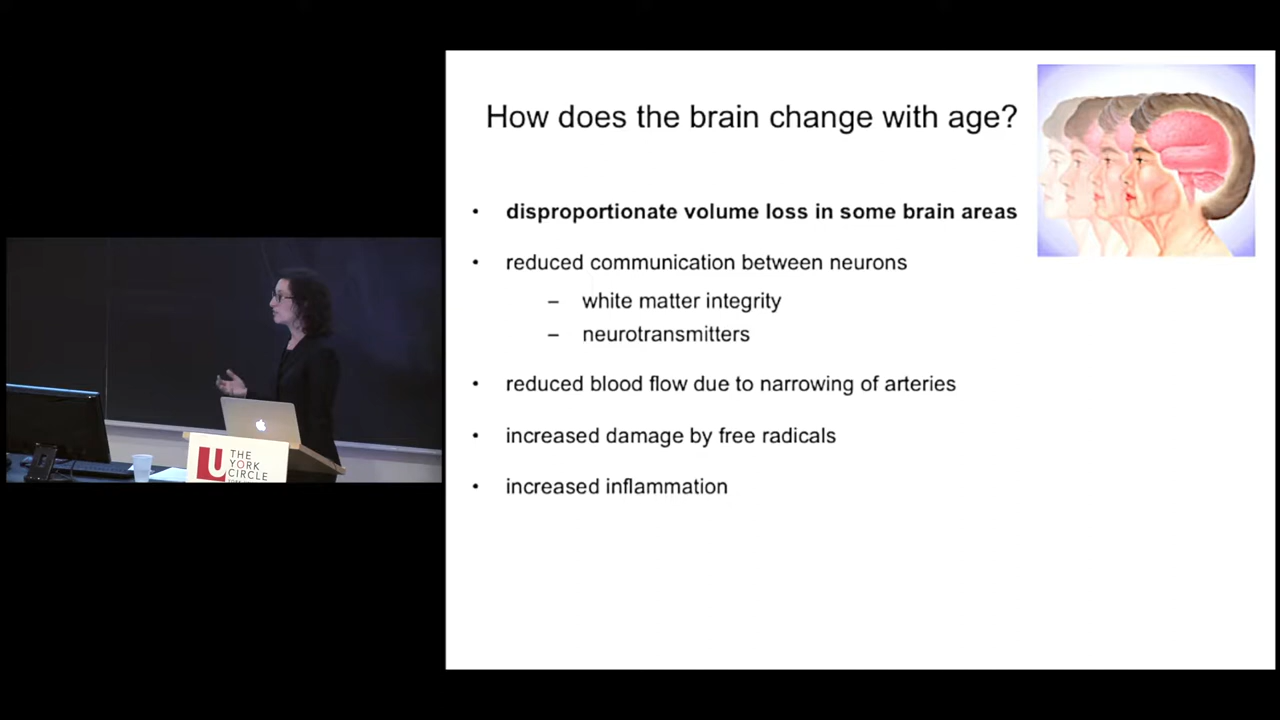 How does the brain change with age?
• disproportionate volume loss in some brain areas
• reduced communication between neurons
– white matter integrity
– neurotransmitters
• reduced blood flow due to narrowing of arteries
• increased damage by free radicals
• increased inflammation
U THE
YORK
CIRCLE